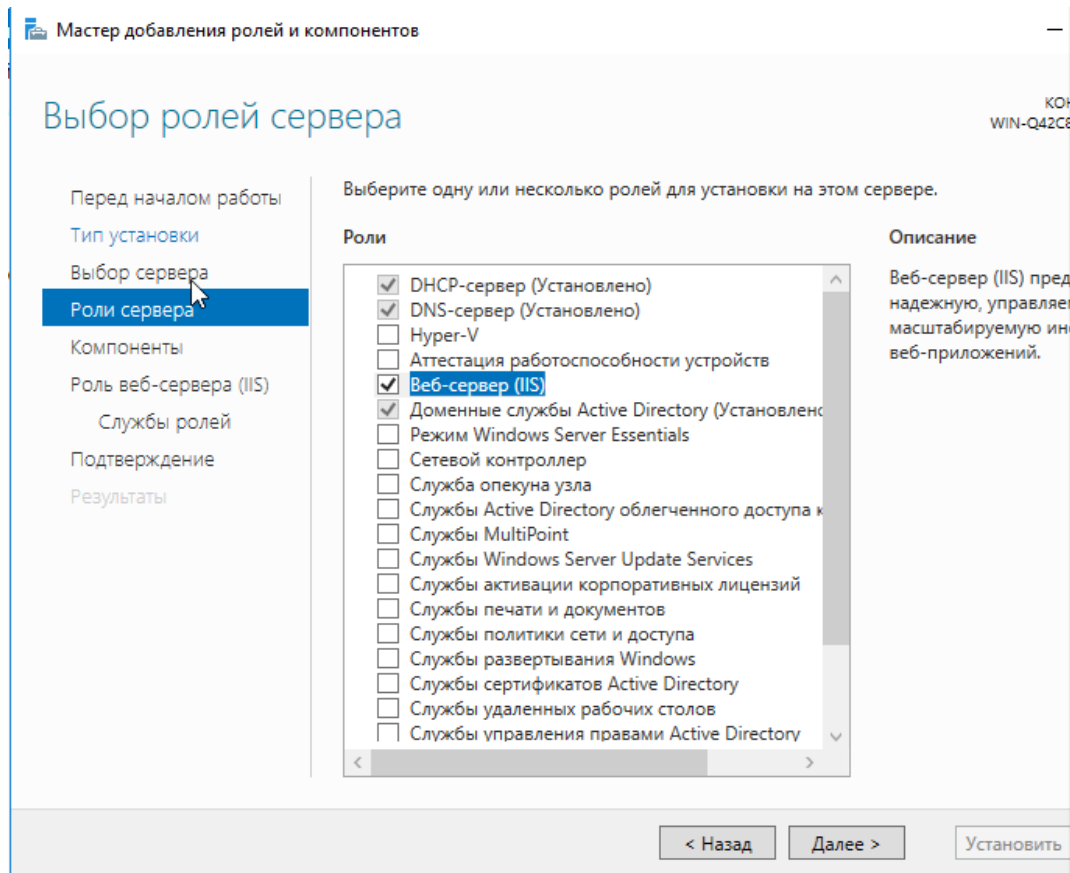 Мастер добавления ролей и компонентов
Выбор ролей сервера
WIN-Q42C8
Перед началом работы
Тип установки
Выбор сервера
Роли сервера
Компоненты
Роль веб-сервера (IIS)
Службы ролей
Подтверждение
Результаты
Выберите одну или несколько ролей для установки на этом сервере.
Роли
DHCP-сервер (Установлено)
DNS-сервер (Установлено)
Hyper-V
Аттестация работоспособности устройств
Веб-сервер (IIS)
Доменные службы Active Directory (Установлено
Режим Windows Server Essentials
Сетевой контроллер
Служба опекуна узла
Службы Active Directory облегченного доступа к
Службы MultiPoint
Службы Windows Server Update Services
Службы активации корпоративных лицензий
Службы печати и документов
Службы политики сети и доступа
Службы развертывания Windows
Службы сертификатов Active Directory
Службы удаленных рабочих столов
Службы управления правами Active Directory
Описание
Веб-сервер (IIS) пред
надежную, управляем
масштабируемую ин
веб-приложений.
< Назад
Далее >
Установить